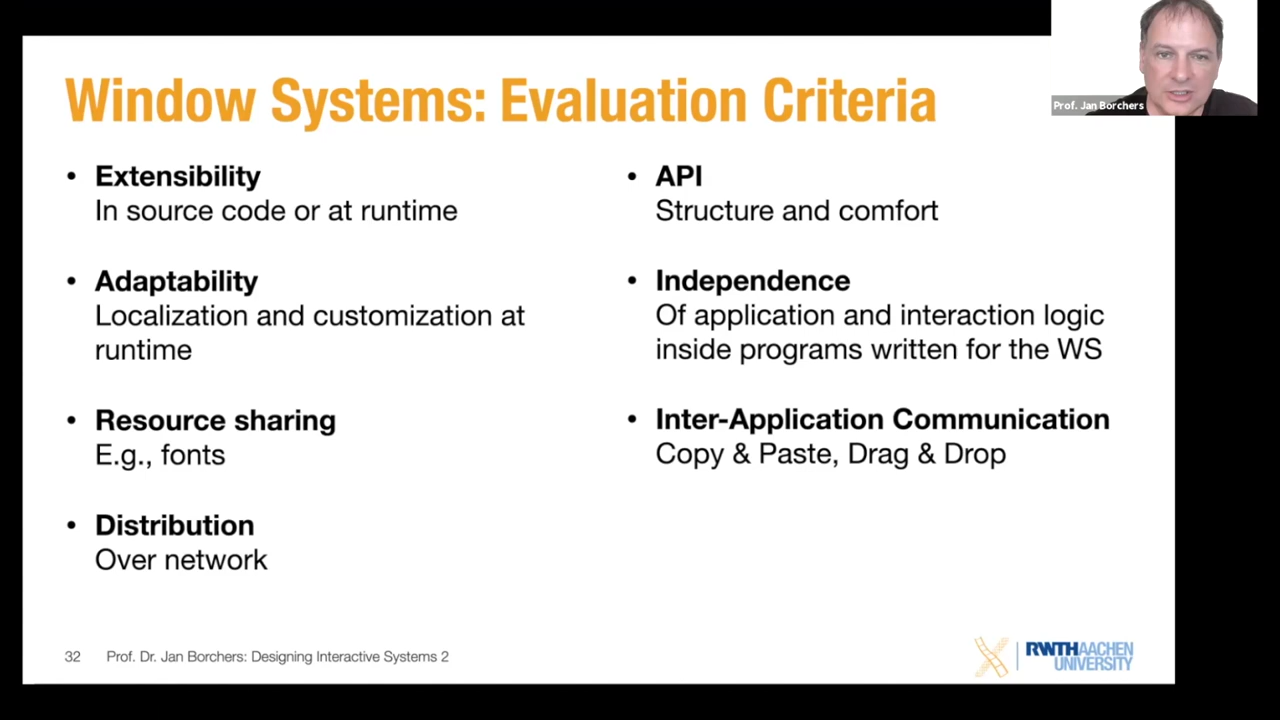 Window Systems: Evaluation Criteria
Prof. Jan Borchers
• Extensibility
In source code or at runtime
• Adaptability
Localization and customization at
runtime
• Resource sharing
E.g., fonts
• Distribution
Over network
• API
Structure and comfort
• Independence
Of application and interaction logic
inside programs written for the WS
• Inter-Application Communication
Copy & Paste, Drag & Drop
32 Prof. Dr. Jan Borchers: Designing Interactive Systems 2
RWTHAACHEN
UNIVERSITY